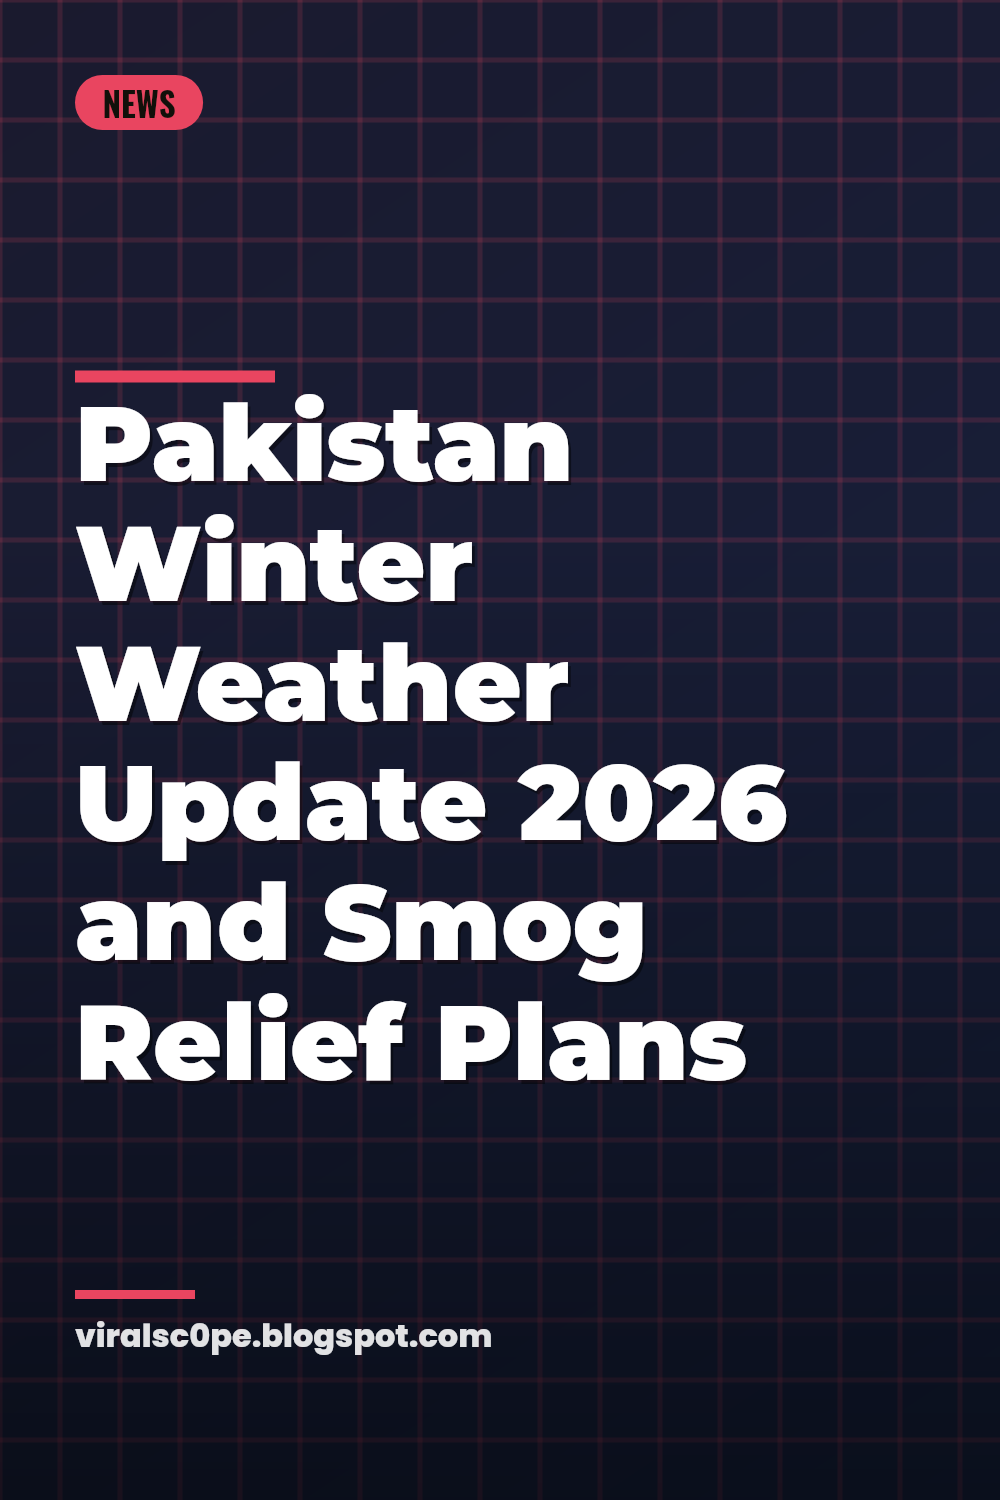 NEWS
Pakistan
Winter
Weather
Update 2026
and Smog
Relief Plans
viralsc0pe.blogspot.com